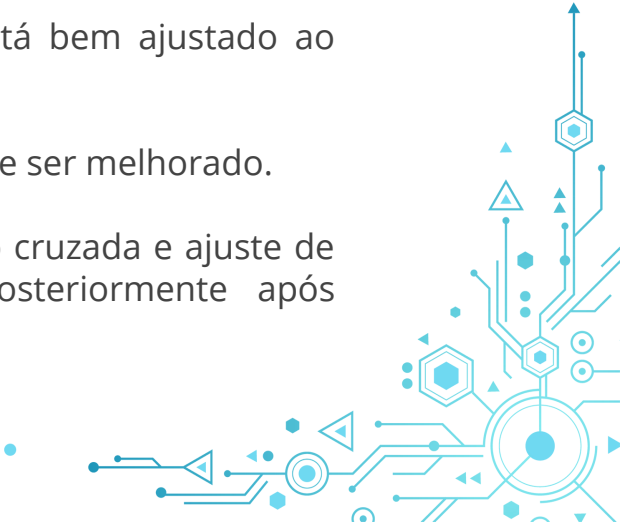 tá bem ajustado ao
e ser melhorado.
cruzada e ajuste de
osteriormente após